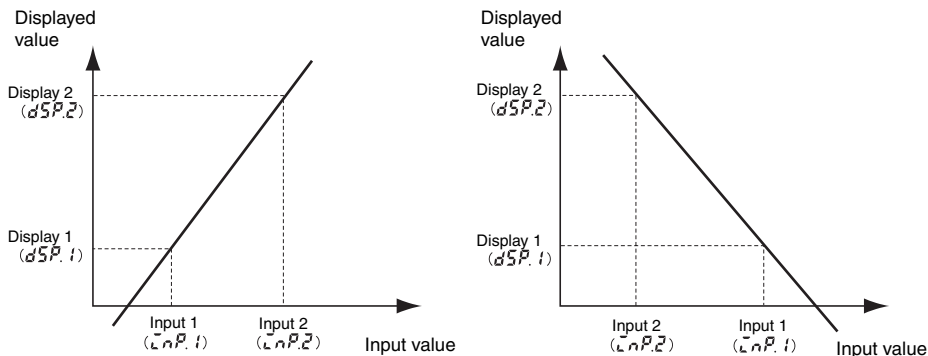 Displayed
value
Display 2
(dSP.2)
Display 1
(dSP.1)
Input 1
(inP.1)
Input 2
(inP.2)
Input value
Displayed
value
Display 2
(dSP.2)
Display 1
(dSP.1)
Input 2
(inP.2)
Input 1
(inP.1)
Input value